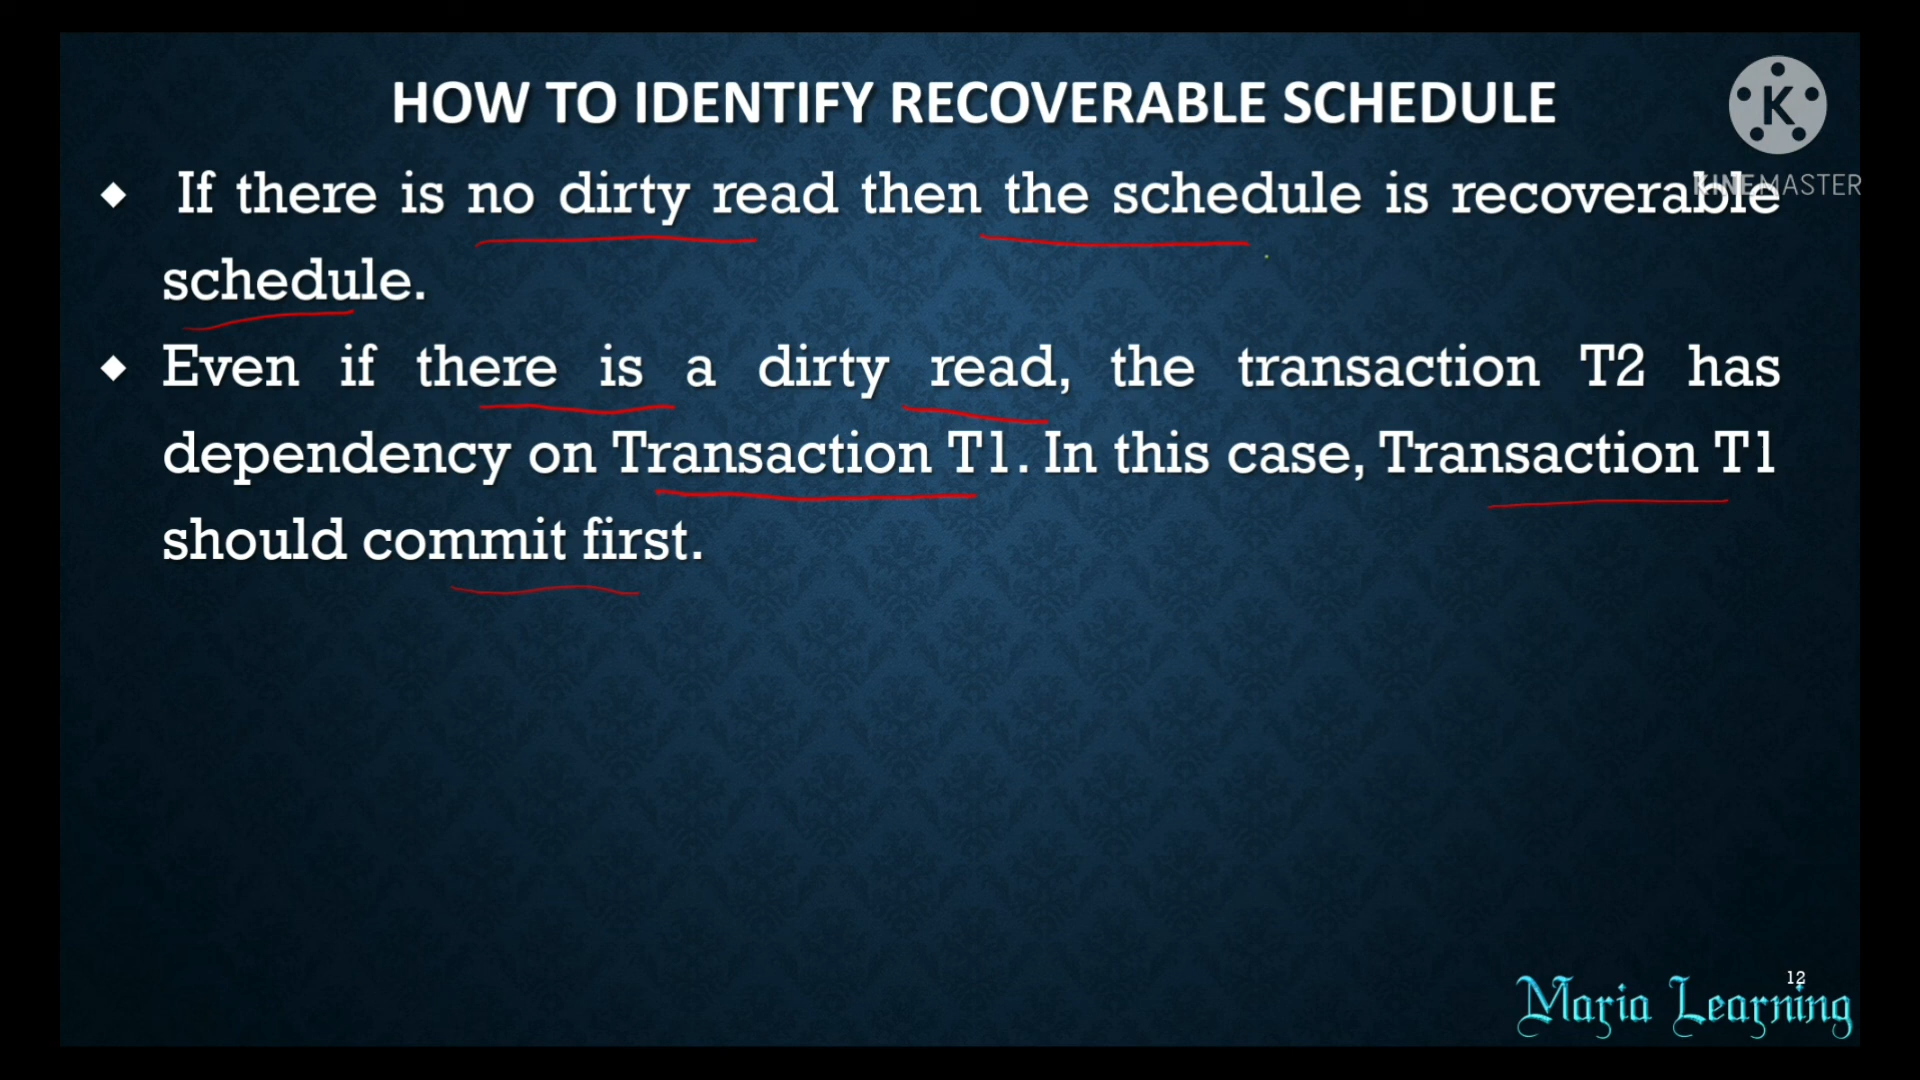 HOW TO IDENTIFY RECOVERABLE SCHEDULE
K
KINEMASTER
If there is no dirty read then the schedule is recoverable
schedule.
Even if there is a dirty read, the transaction T2 has
dependency on Transaction T1. In this case, Transaction T1
should commit first.
12
Maria Learning